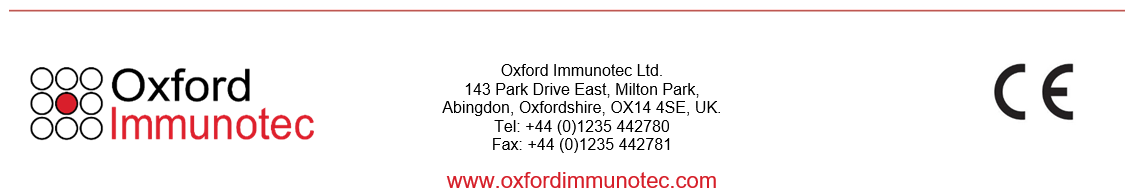 Oxford
Immunotec
Oxford Immunotec Ltd.
143 Park Drive East, Milton Park,
Abingdon, Oxfordshire, OX14 4SE, UK.
Tel: +44 (0)1235 442780
Fax: +44 (0)1235 442781
www.oxfordimmunotec.com
CE